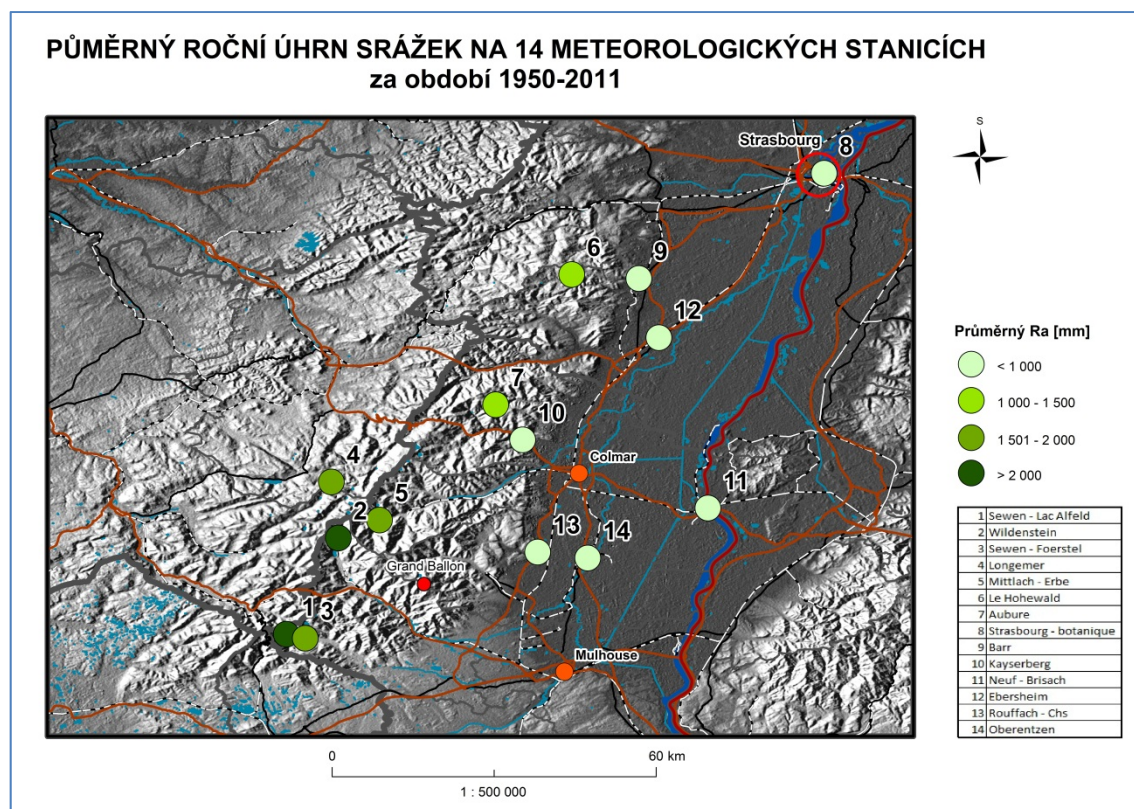 PŮMĚRNÝ ROČNÍ ÚHRN SRÁŽEK NA 14 METEOROLOGICKÝCH STANICÍCH
za období 1950-2011
S
Strasbourg
8
6
9
12
7
10
Colmar
4
2
5
11
13
14
Grand Ballon
1
3
Mulhouse
Průměrný Ra [mm]
< 1 000
1 000 - 1 500
1 501 - 2 000
> 2 000
1 Sewen - Lac Alfeld
2 Wildenstein
3 Sewen - Foerstel
4 Longemer
5 Mittlach - Erbe
6 Le Hohewald
7 Aubure
8 Strasbourg - botanique
9 Barr
10 Kayserberg
11 Neuf - Brisach
12 Ebersheim
13 Rouffach - Chs
14 Oberentzen
0 60 km
1 : 500 000